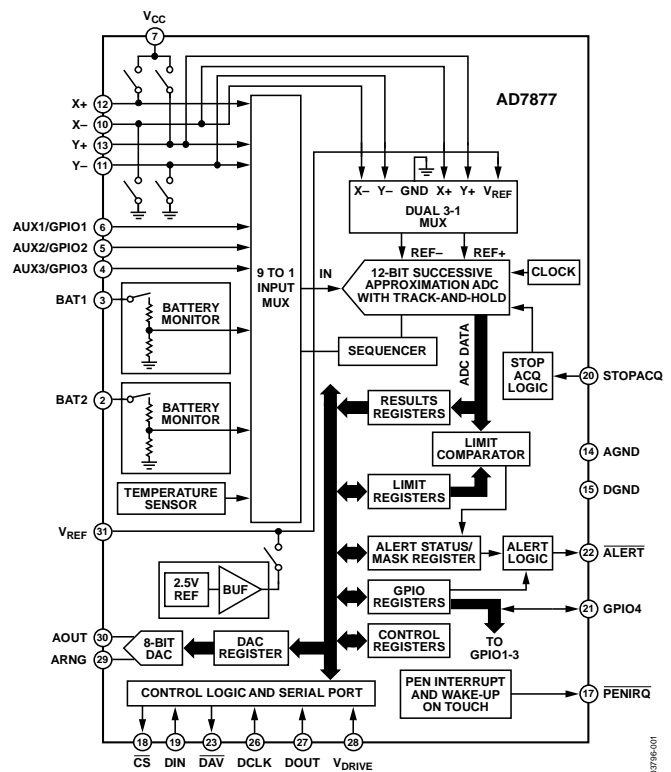 VCC
7
AD7877
X+ 12
X– 10
Y+ 13
Y– 11
X– Y– GND X+ Y+ VREF
DUAL 3-1
MUX
REF– REF+
AUX1/GPIO1 6
AUX2/GPIO2 5
AUX3/GPIO3 4
9 TO 1
INPUT
MUX
IN
12-BIT SUCCESSIVE
APPROXIMATION ADC
WITH TRACK-AND-HOLD
CLOCK
BAT1 3
BATTERY
MONITOR
SEQUENCER
ADC DATA
STOP
ACQ
LOGIC
20 STOPACQ
BAT2 2
BATTERY
MONITOR
RESULTS
REGISTERS
LIMIT
COMPARATOR
14 AGND
LIMIT
REGISTERS
15 DGND
TEMPERATURE
SENSOR
VREF 31
ALERT STATUS/
MASK REGISTER
ALERT
LOGIC
22 ALERT
2.5V
REF
BUF
GPIO
REGISTERS
21 GPIO4
TO
GPIO1-3
AOUT 30
ARNG 29
8-BIT
DAC
DAC
REGISTER
CONTROL
REGISTERS
CONTROL LOGIC AND SERIAL PORT
PEN INTERRUPT
AND WAKE-UP
ON TOUCH
17 PENIRQ
18 19 23 26 27 28
CS DIN DAV DCLK DOUT VDRIVE
03796-001